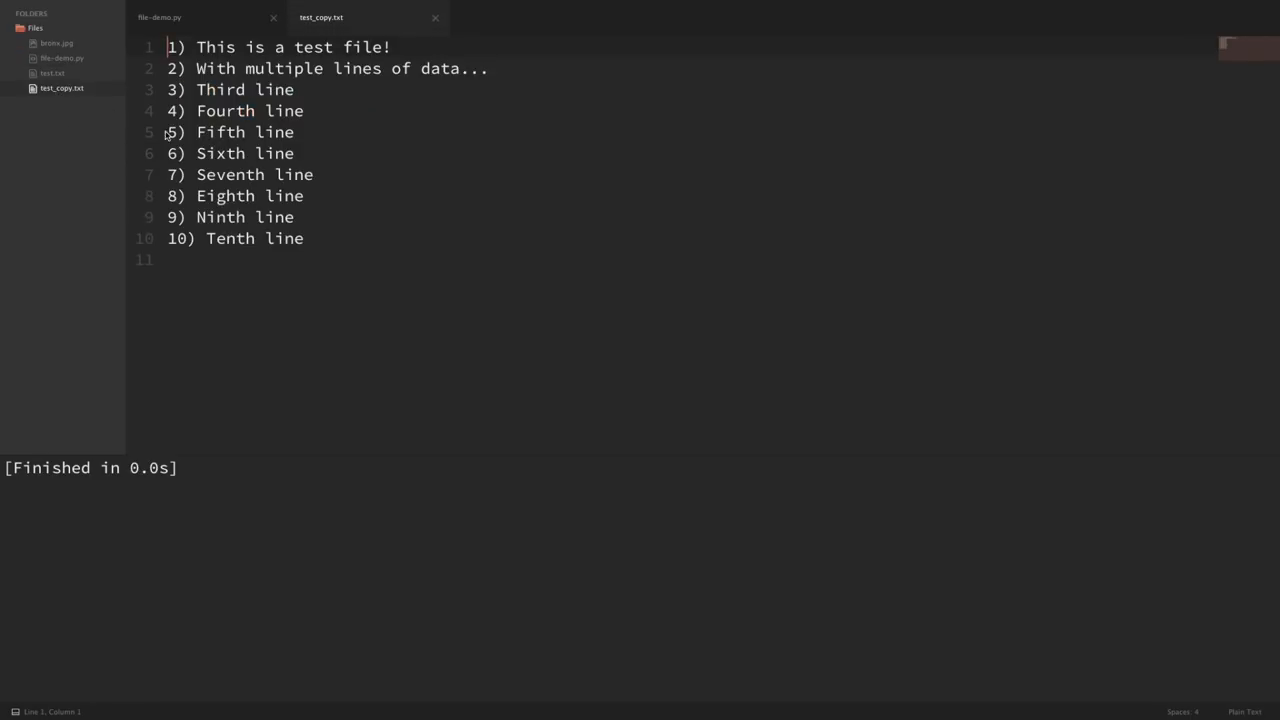 FOLDERS
Files
bronx.jpg
file-demo.py
test.txt
test_copy.txt
file-demo.py
test_copy.txt
1 1) This is a test file!
2 2) With multiple lines of data...
3 3) Third line
4 4) Fourth line
5 5) Fifth line
6 6) Sixth line
7 7) Seventh line
8 8) Eighth line
9 9) Ninth line
10 10) Tenth line
11
[Finished in 0.0s]
Line 1, Column 1
Spaces: 4
Plain Text